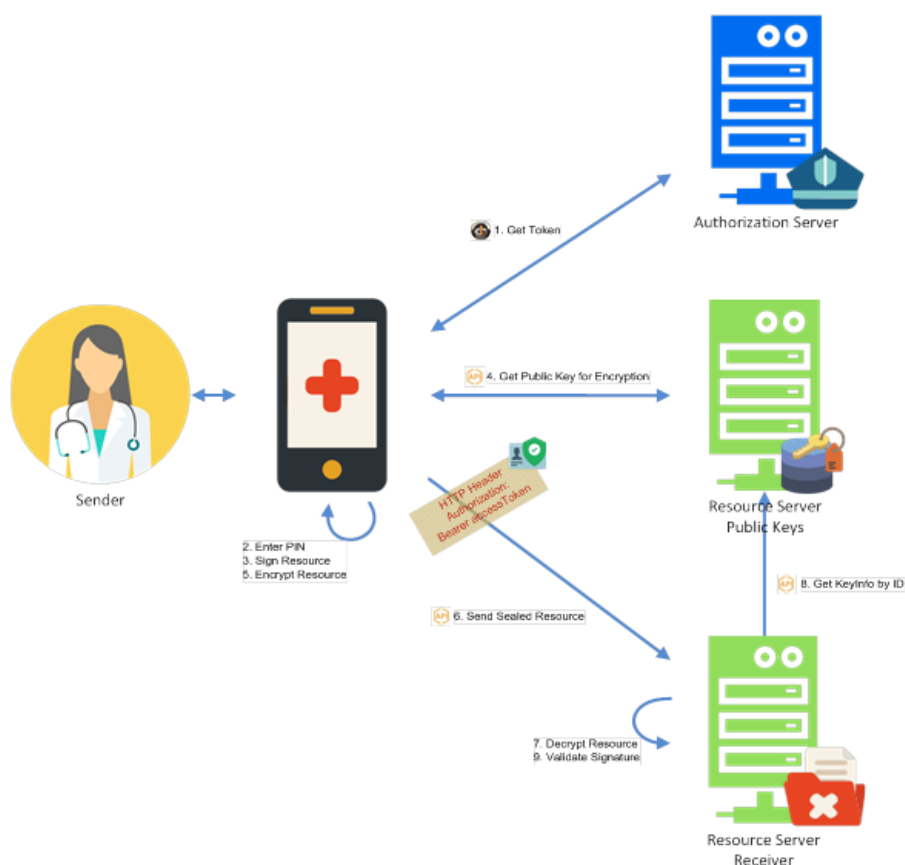 Authorization Server
1. Get Token
4. Get Public Key for Encryption
Sender
Resource Server
Public Keys
HTTP Header
Authorization:
Bearer accessToken
2. Enter PIN
3. Sign Resource
5. Encrypt Resource
8. Get KeyInfo by ID
6. Send Sealed Resource
7. Decrypt Resource
9. Validate Signature
Resource Server
Receiver